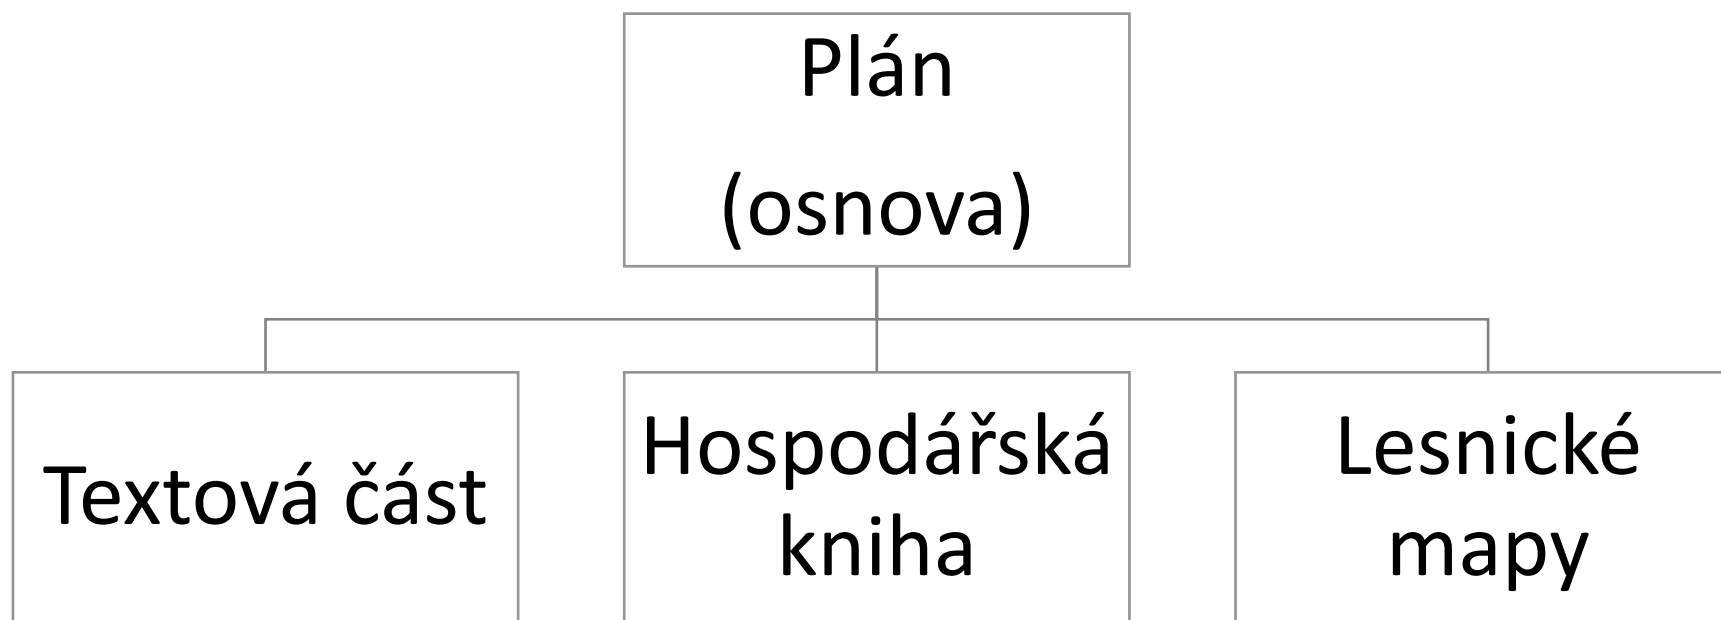 Plán
(osnova)
Textová část
Hospodářská
kniha
Lesnické
mapy